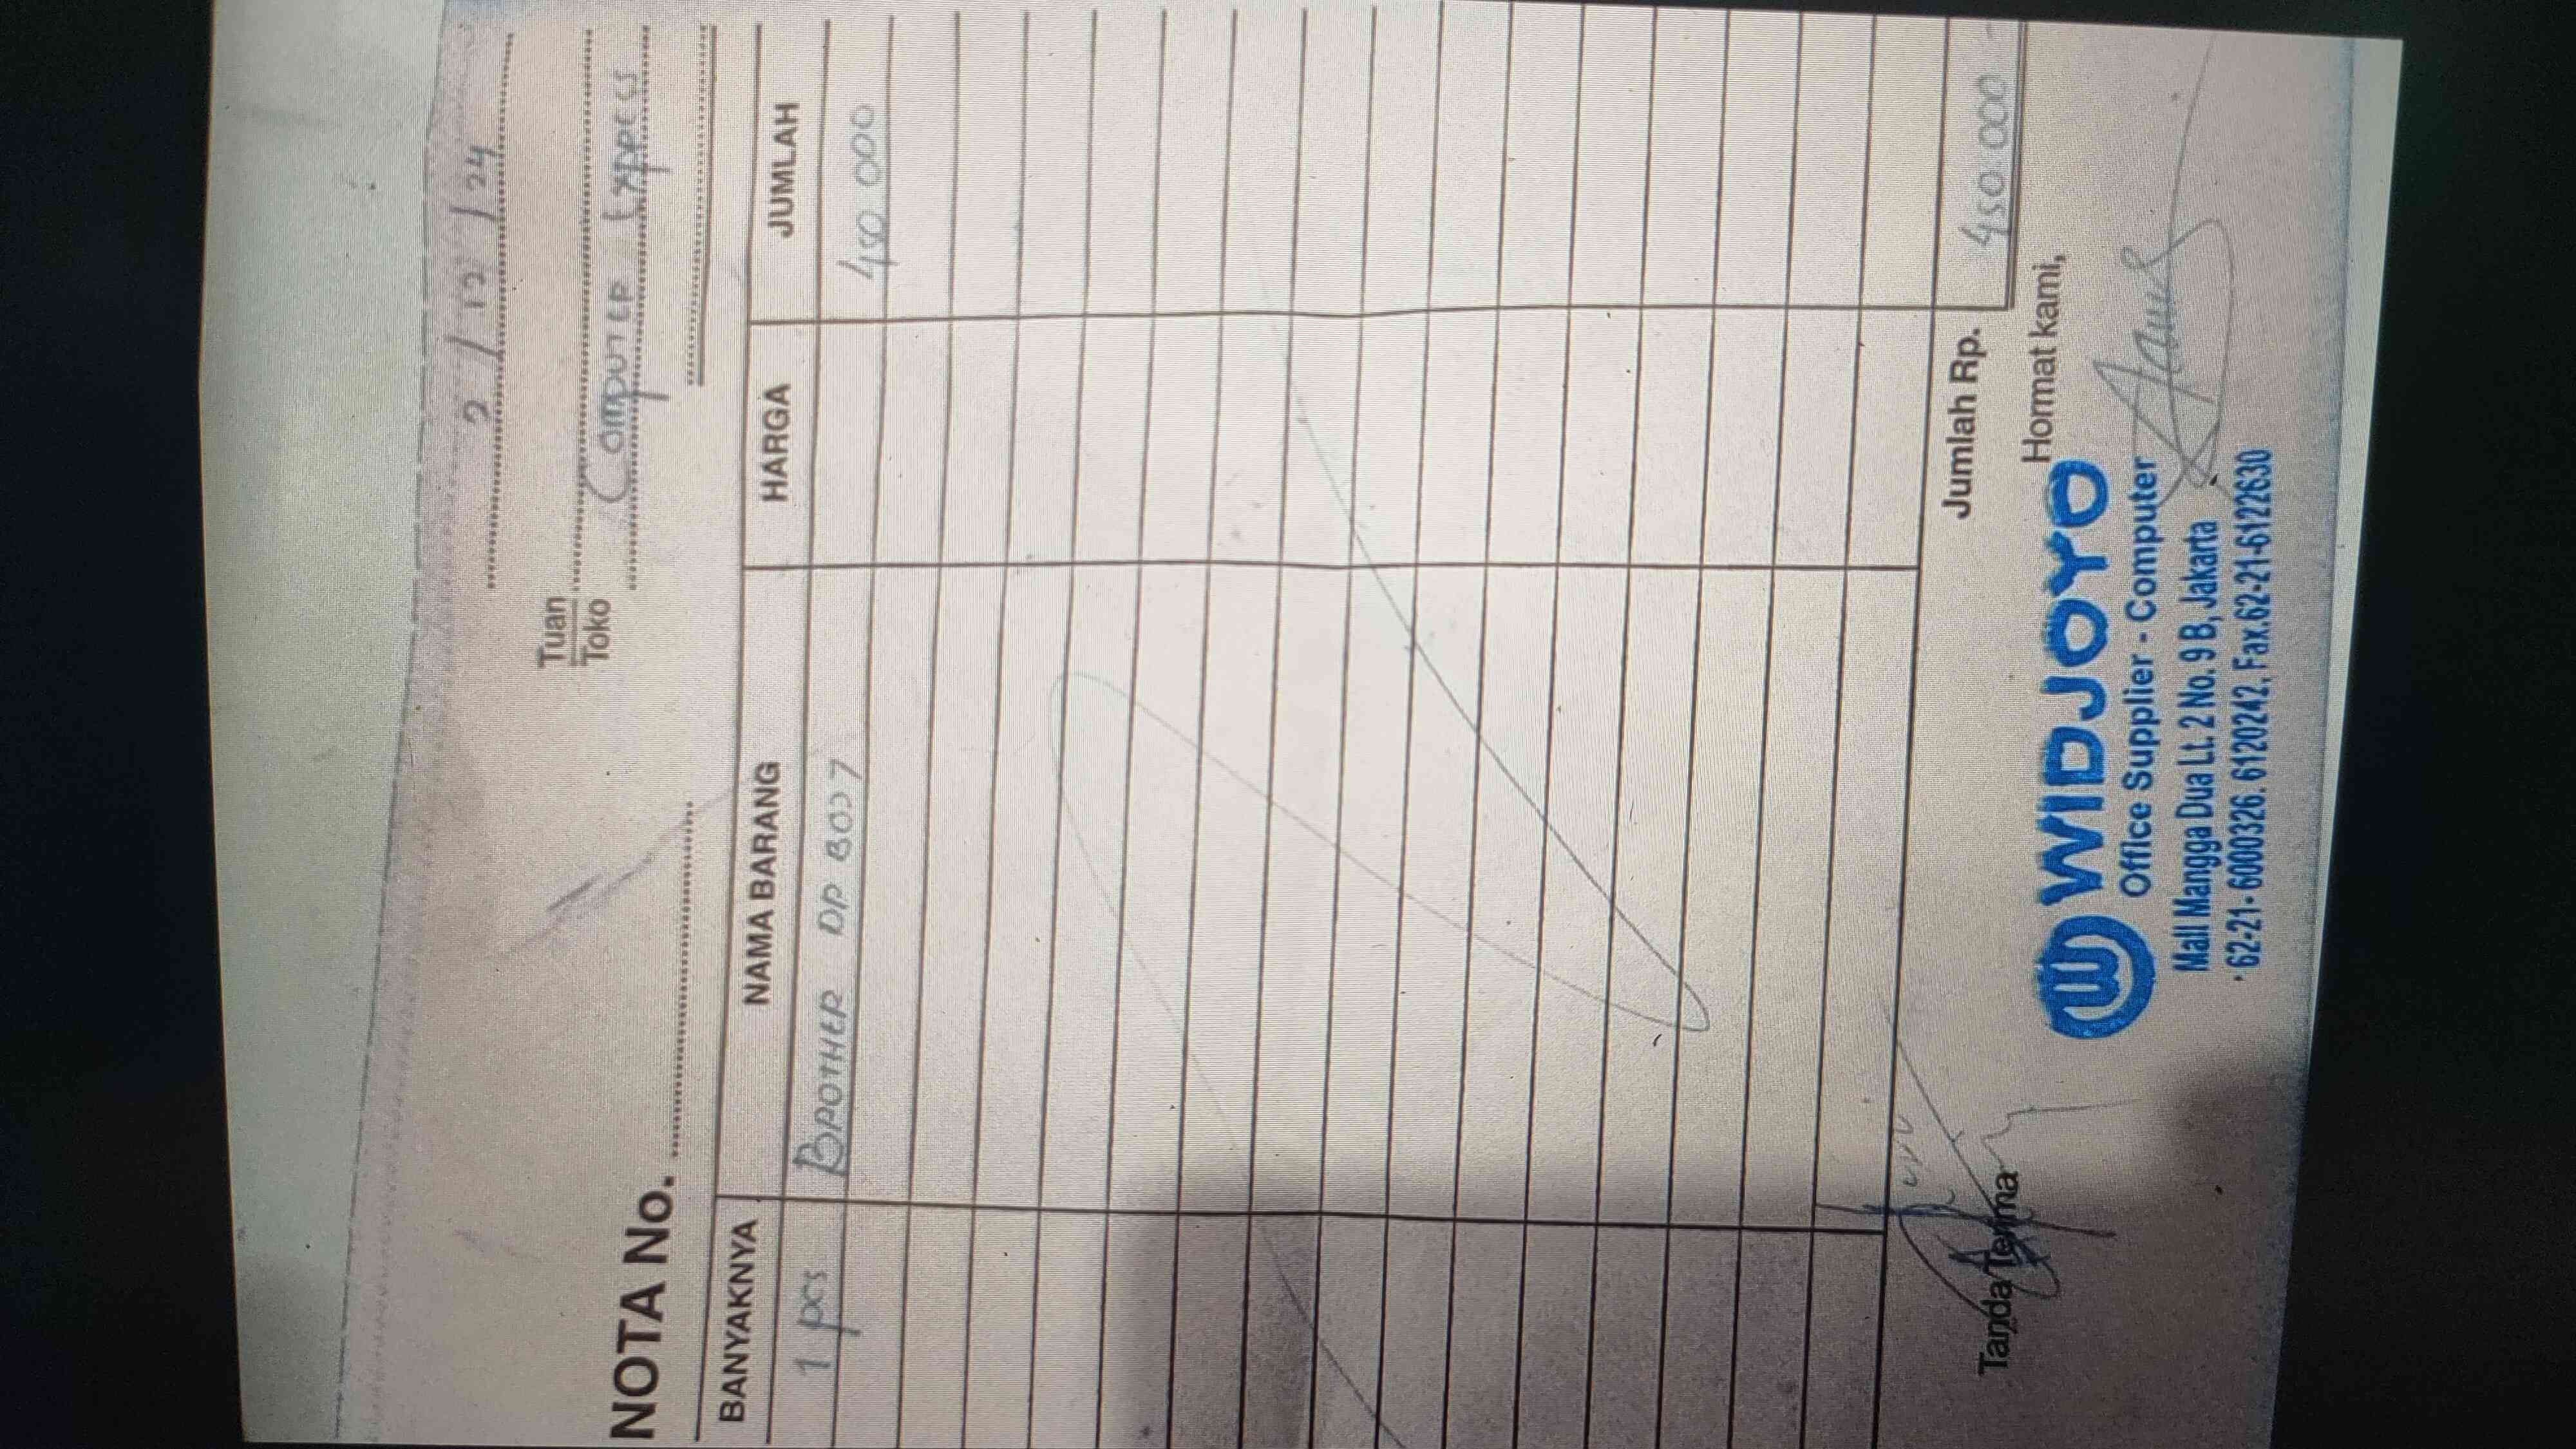 2 / 12 / 24
Tuan
Toko
Computer
NOTA No.
BANYAKNYA NAMA BARANG HARGA JUMLAH
1 pcs BROTHER DR 450.000
Jumlah Rp. 450.000
Tanda Terima Hormat kami,
WIDJOYO
Office Supplier - Computer
Mall Mangga Dua Lt. 2 No. 9 B, Jakarta
62-21- 6000326. 6120242, Fax.62-21-6122630